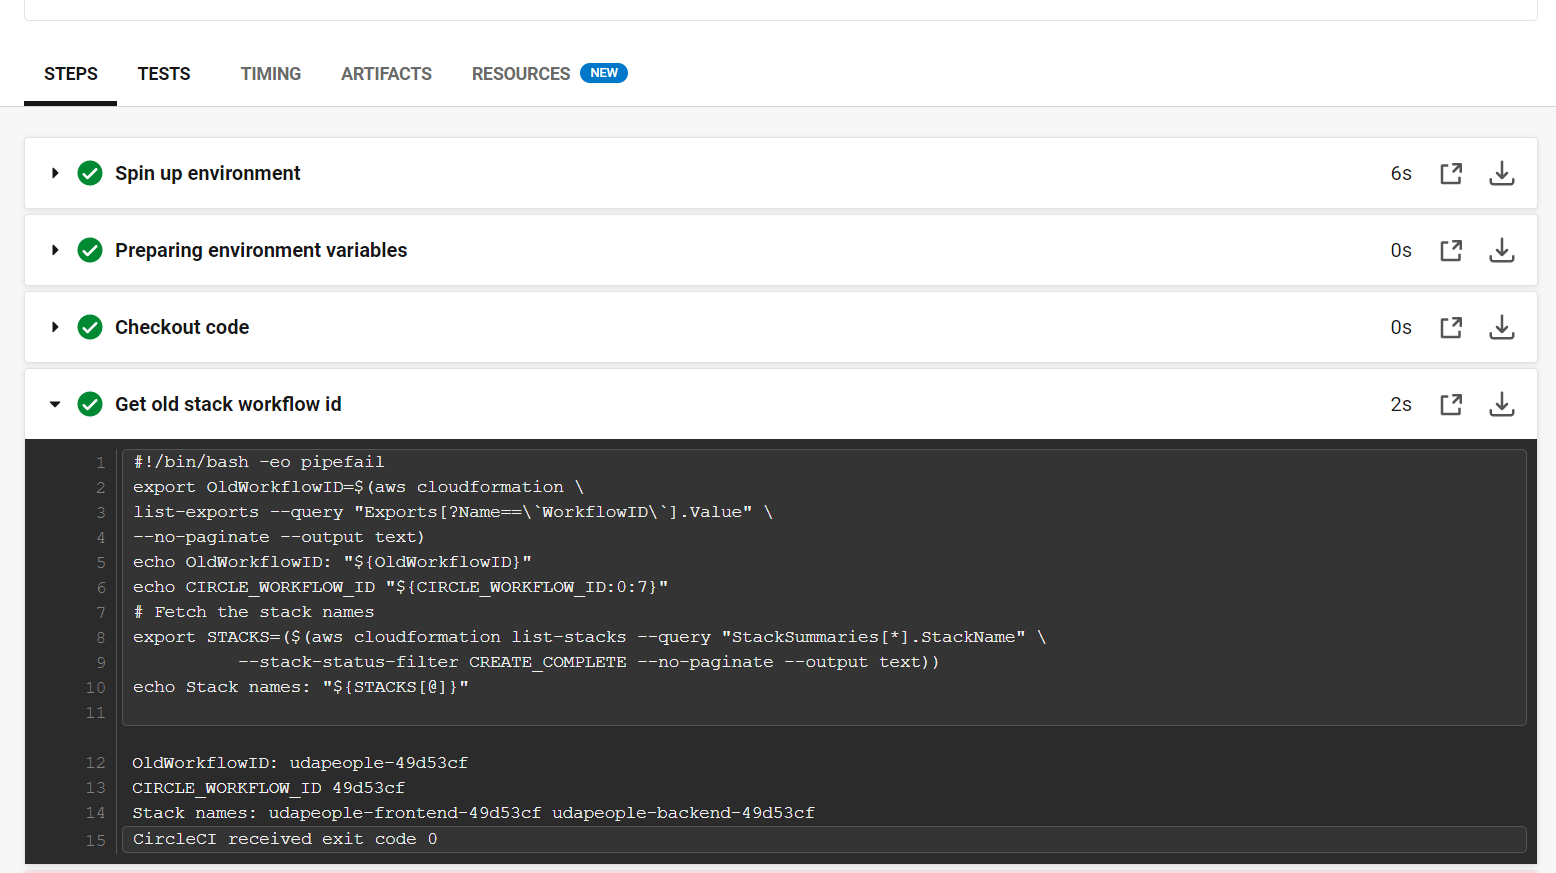 STEPS TESTS TIMING ARTIFACTS RESOURCES NEW
Spin up environment 6s
Preparing environment variables 0s
Checkout code 0s
Get old stack workflow id 2s
1 #!/bin/bash -eo pipefail
2 export OldWorkflowID=$(aws cloudformation \
3 list-exports --query "Exports[?Name==\`WorkflowID\`].Value" \
4 --no-paginate --output text)
5 echo OldWorkflowID: "${OldWorkflowID}"
6 echo CIRCLE_WORKFLOW_ID "${CIRCLE_WORKFLOW_ID:0:7}"
7 # Fetch the stack names
8 export STACKS=($(aws cloudformation list-stacks --query "StackSummaries[*].StackName" \
9           --stack-status-filter CREATE_COMPLETE --no-paginate --output text))
10 echo Stack names: "${STACKS[@]}"
11
12 OldWorkflowID: udapeople-49d53cf
13 CIRCLE_WORKFLOW_ID 49d53cf
14 Stack names: udapeople-frontend-49d53cf udapeople-backend-49d53cf
15 CircleCI received exit code 0